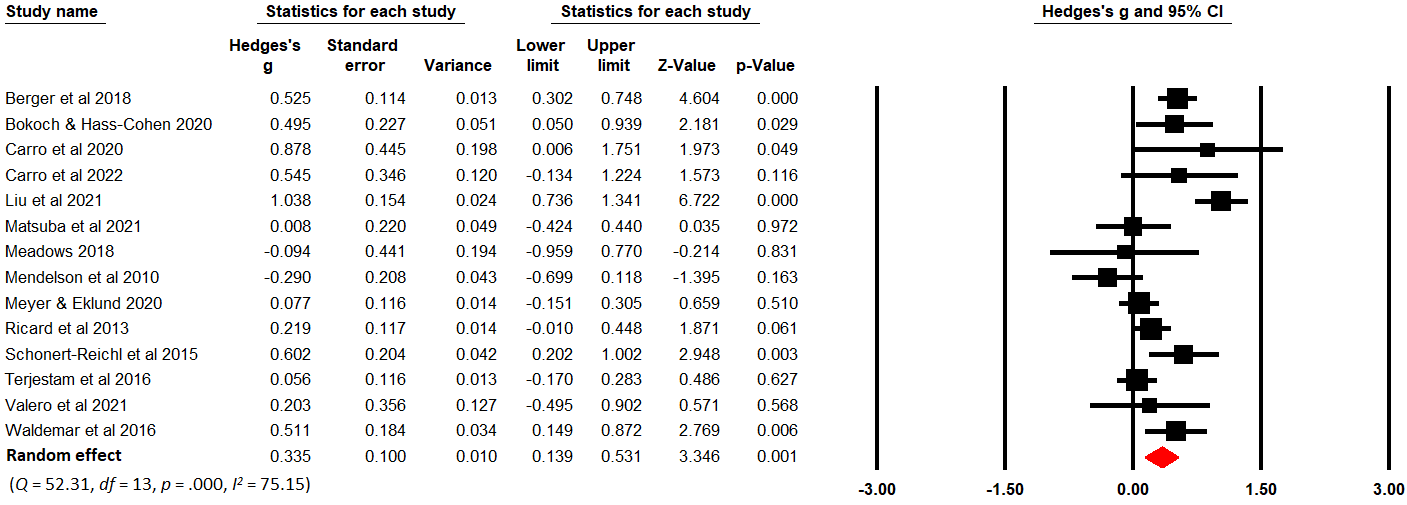 Study name Statistics for each study Statistics for each study Hedges's g and 95% CI
Hedges's Standard Lower Upper
g error Variance limit limit Z-Value p-Value
Berger et al 2018 0.525 0.114 0.013 0.302 0.748 4.604 0.000
Bokoch & Hass-Cohen 2020 0.495 0.227 0.051 0.050 0.939 2.181 0.029
Carro et al 2020 0.878 0.445 0.198 0.006 1.751 1.973 0.049
Carro et al 2022 0.545 0.346 0.120 -0.134 1.224 1.573 0.116
Liu et al 2021 1.038 0.154 0.024 0.736 1.341 6.722 0.000
Matsuba et al 2021 0.008 0.220 0.049 -0.424 0.440 0.035 0.972
Meadows 2018 -0.094 0.441 0.194 -0.959 0.770 -0.214 0.831
Mendelson et al 2010 -0.290 0.208 0.043 -0.699 0.118 -1.395 0.163
Meyer & Eklund 2020 0.077 0.116 0.014 -0.151 0.305 0.659 0.510
Ricard et al 2013 0.219 0.117 0.014 -0.010 0.448 1.871 0.061
Schonert-Reichl et al 2015 0.602 0.204 0.042 0.202 1.002 2.948 0.003
Terjestam et al 2016 0.056 0.116 0.013 -0.170 0.283 0.486 0.627
Valero et al 2021 0.203 0.356 0.127 -0.495 0.902 0.571 0.568
Waldemar et al 2016 0.511 0.184 0.034 0.149 0.872 2.769 0.006
Random effect 0.335 0.100 0.010 0.139 0.531 3.346 0.001
(Q = 52.31, df = 13, p = .000, I² = 75.15)
-3.00 -1.50 0.00 1.50 3.00